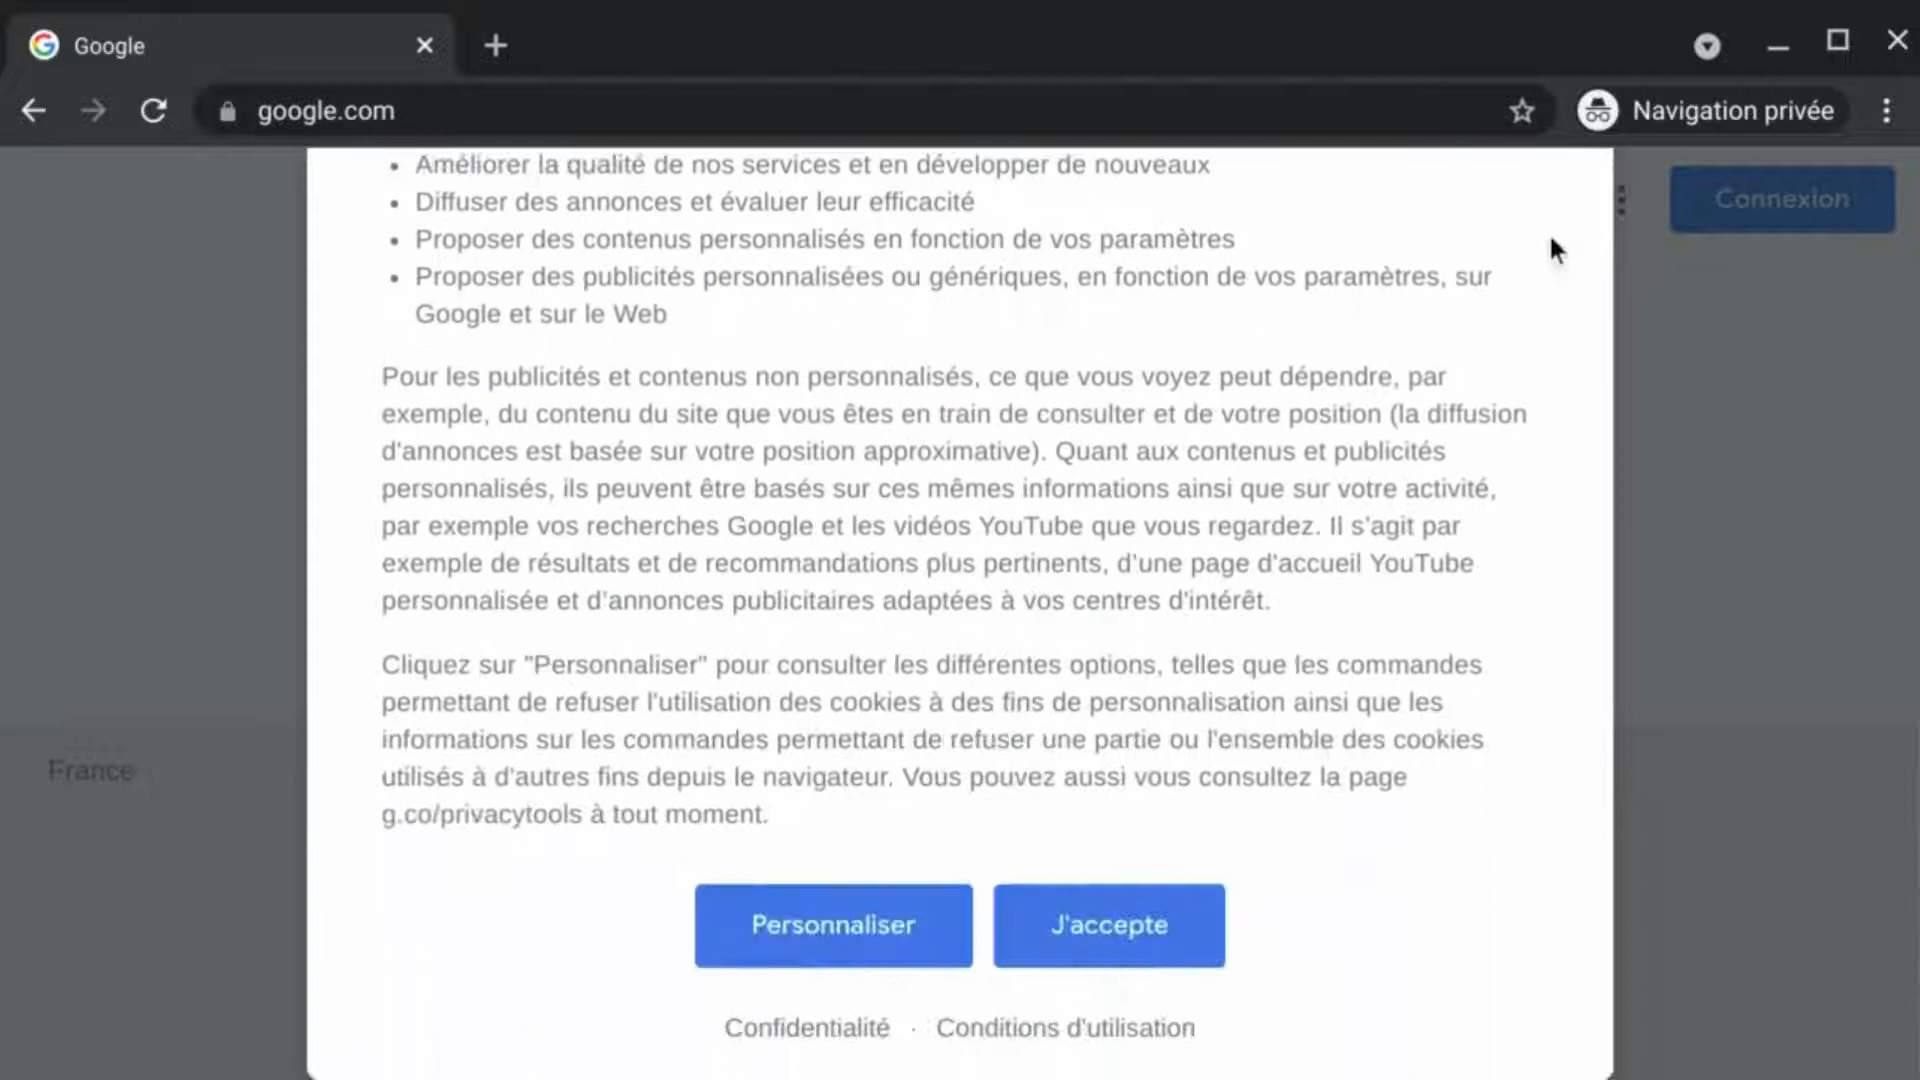 Google
google.com
Navigation privée
Connexion
• Améliorer la qualité de nos services et en développer de nouveaux
• Diffuser des annonces et évaluer leur efficacité
• Proposer des contenus personnalisés en fonction de vos paramètres
• Proposer des publicités personnalisées ou génériques, en fonction de vos paramètres, sur
Google et sur le Web
Pour les publicités et contenus non personnalisés, ce que vous voyez peut dépendre, par
exemple, du contenu du site que vous êtes en train de consulter et de votre position (la diffusion
d'annonces est basée sur votre position approximative). Quant aux contenus et publicités
personnalisés, ils peuvent être basés sur ces mêmes informations ainsi que sur votre activité,
par exemple vos recherches Google et les vidéos YouTube que vous regardez. Il s'agit par
exemple de résultats et de recommandations plus pertinents, d'une page d'accueil YouTube
personnalisée et d'annonces publicitaires adaptées à vos centres d'intérêt.
Cliquez sur "Personnaliser" pour consulter les différentes options, telles que les commandes
permettant de refuser l'utilisation des cookies à des fins de personnalisation ainsi que les
informations sur les commandes permettant de refuser une partie ou l'ensemble des cookies
utilisés à d'autres fins depuis le navigateur. Vous pouvez aussi vous consultez la page
g.co/privacytools à tout moment.
France
Personnaliser
J'accepte
Confidentialité · Conditions d'utilisation